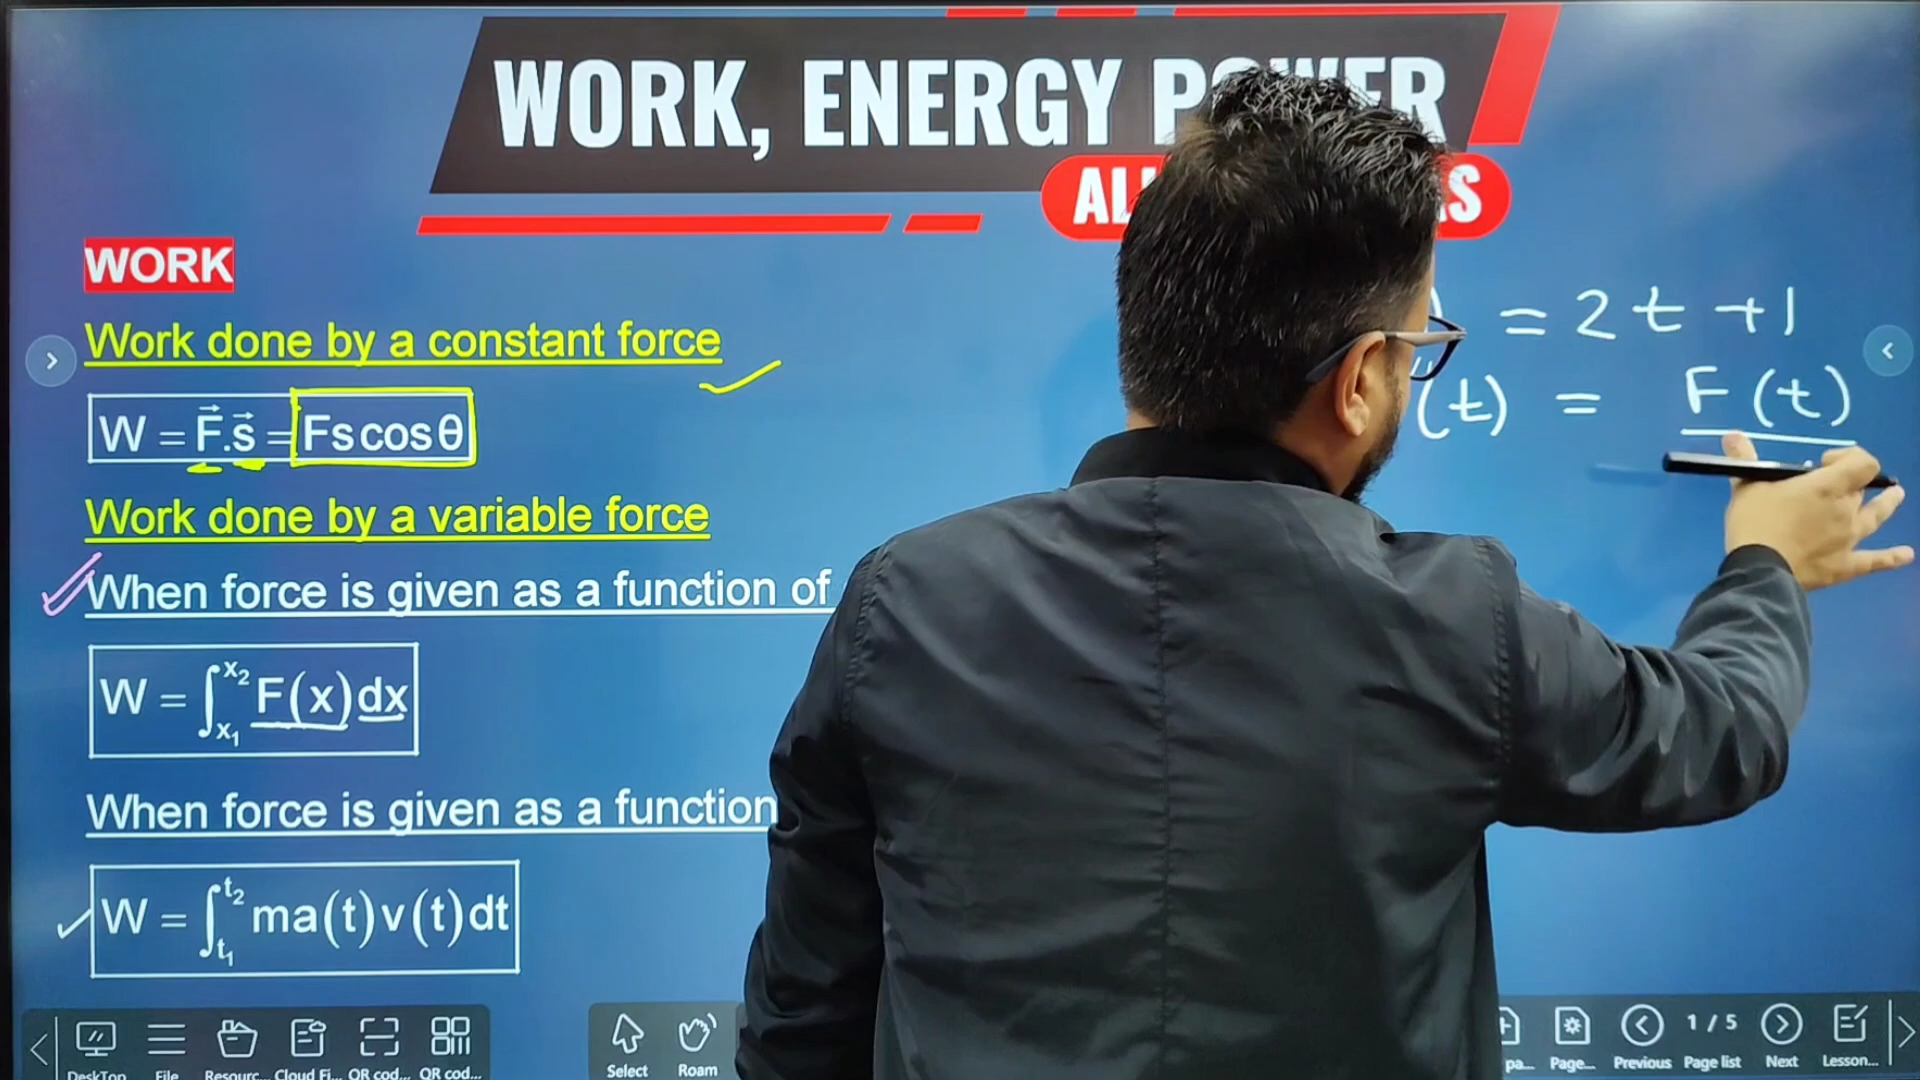 WORK, ENERGY P WER
AL S
WORK
Work done by a constant force
W = F⃗.s⃗ = Fs cos θ
Work done by a variable force
When force is given as a function of
W = ∫ₓ₁ˣ² F(x) dx
When force is given as a function
W = ∫ₜ₁ᵗ² ma(t) v(t) dt
= 2t + 1
(t) = F(t)
DeskTop File Resourc... Cloud Fi... QR cod... QR cod... Select Roam pa... Page... Previous 1 / 5 Page list Next Lesson...